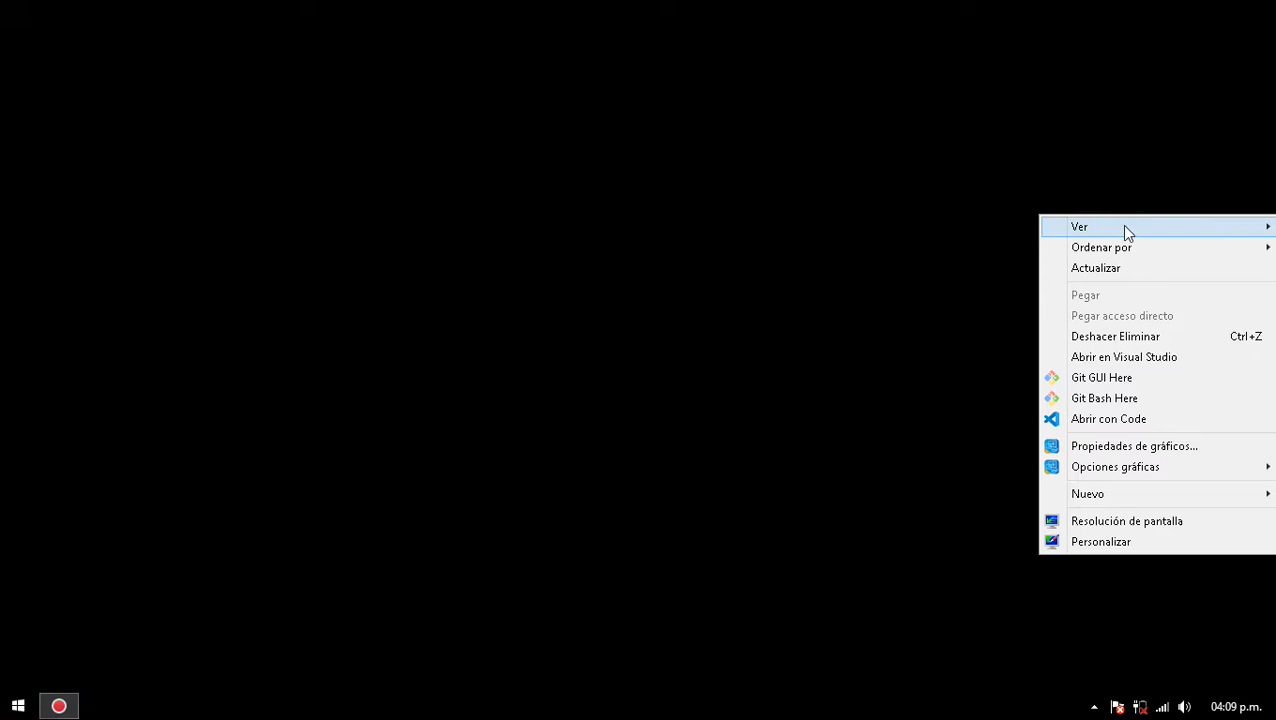 Ver
Ordenar por
Actualizar
Pegar
Pegar acceso directo
Deshacer Eliminar Ctrl+Z
Abrir en Visual Studio
Git GUI Here
Git Bash Here
Abrir con Code
Propiedades de gráficos...
Opciones gráficas
Nuevo
Resolución de pantalla
Personalizar
04:09 p.m.